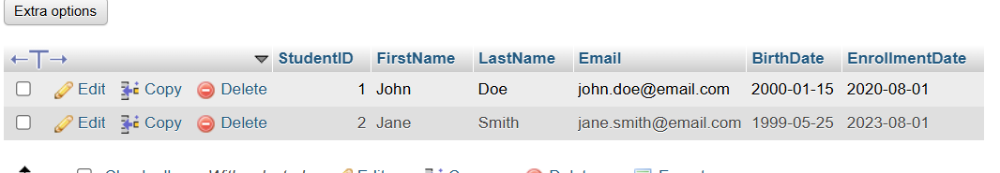 Extra options
StudentID FirstName LastName Email BirthDate EnrollmentDate
Edit Copy Delete 1 John Doe john.doe@email.com 2000-01-15 2020-08-01
Edit Copy Delete 2 Jane Smith jane.smith@email.com 1999-05-25 2023-08-01